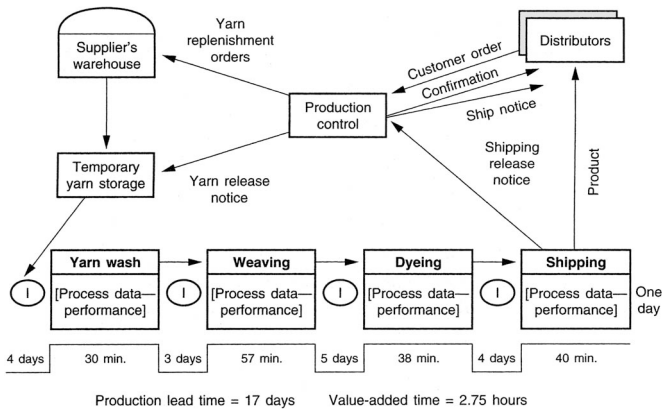 Supplier's
warehouse
Yarn
replenishment
orders
Distributors
Customer order
Confirmation
Ship notice
Production
control
Temporary
yarn storage
Yarn release
notice
Shipping
release
notice
Product
Yarn wash
Weaving
Dyeing
Shipping
I
[Process data—
performance]
I
[Process data—
performance]
I
[Process data—
performance]
I
[Process data—
performance]
One
day
4 days
30 min.
3 days
57 min.
5 days
38 min.
4 days
40 min.
Production lead time = 17 days
Value-added time = 2.75 hours